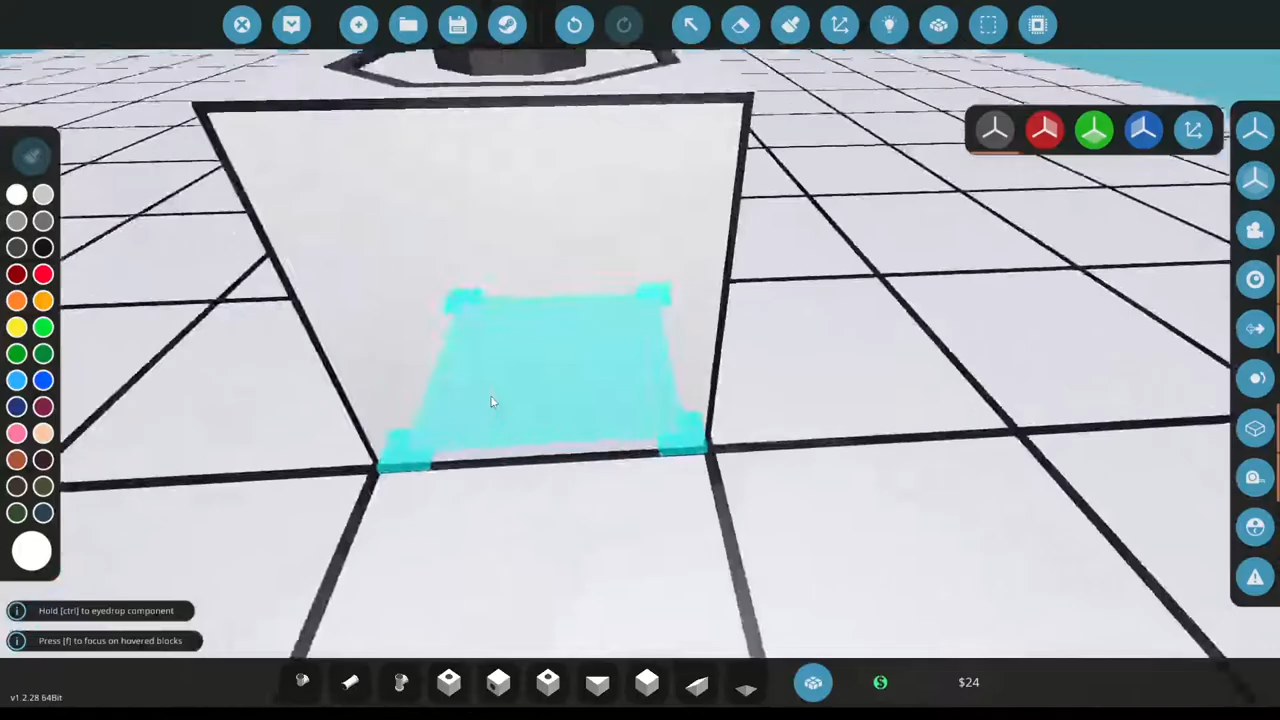 Hold [ctrl] to eyedrop component
Press [f] to focus on hovered blocks
v1.2.28 64Bit
$24